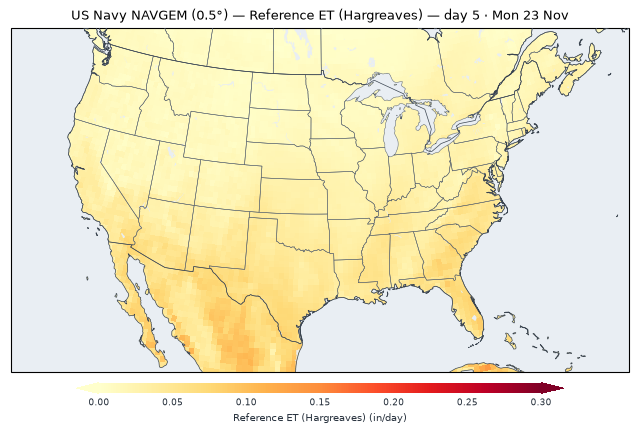 US Navy NAVGEM (0.5°) — Reference ET (Hargreaves) — day 5 · Mon 23 Nov
0.00 0.05 0.10 0.15 0.20 0.25 0.30
Reference ET (Hargreaves) (in/day)